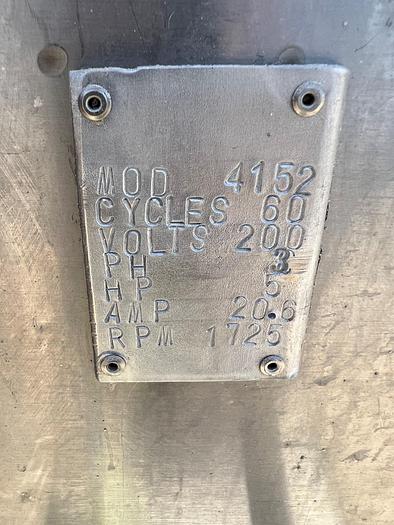 MOD 4152
CYCLES 60
VOLTS 200
PH 3
HP 5
AMP 20.6
RPM 1725